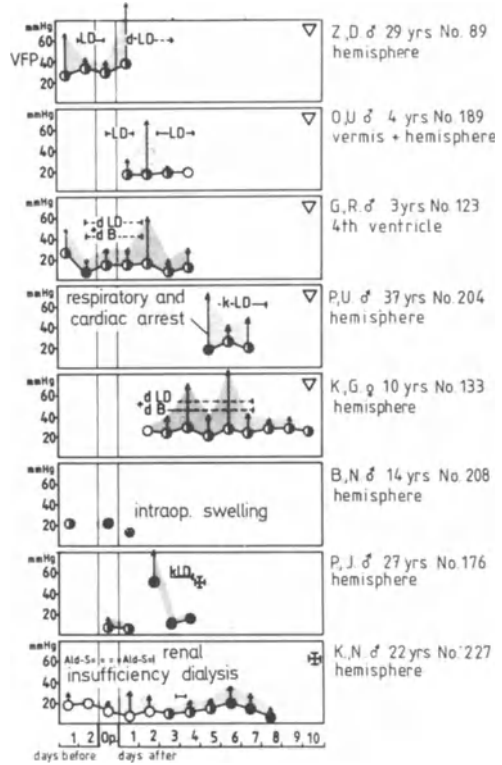 mmHg
60
VFP
40
20
LD
d-LD
Z,D.♂ 29 yrs No. 89
hemisphere
mmHg
60
40
20
LD
LD
O,U ♂ 4 yrs No.189
vermis + hemisphere
mmHg
60
40
20
d LD
+
d B
G,R.♂ 3yrs No.123
4th ventricle
mmHg
60
40
20
respiratory and
cardiac arrest
-k-LD
P,U. ♂ 37 yrs No. 204
hemisphere
mmHg
60
40
20
d LD
+
d B
K,G.♀ 10 yrs No.133
hemisphere
mmHg
60
40
20
intraop. swelling
B,N.♂ 14 yrs No. 208
hemisphere
mmHg
60
40
20
kLD
P, J. ♂ 27 yrs No.176
hemisphere
mmHg
60
40
20
Ald-S= = = Ald-S=
renal
insufficiency dialysis
K,N.♂ 22 yrs No.227
hemisphere
1 2 Op. 1 2 3 4 5 6 7 8 9 10
days before days after